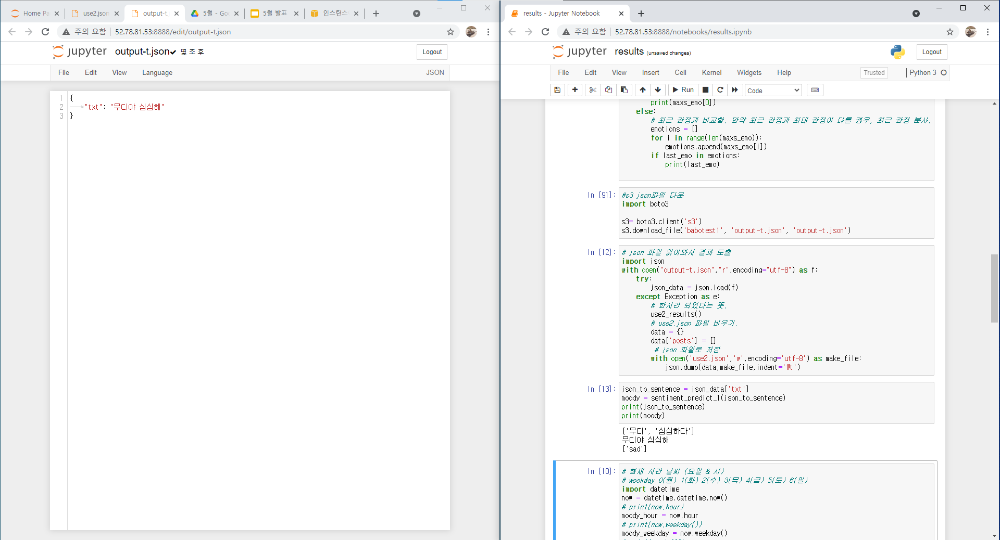 Home Pa
use2.json
output-t.j
5월 - Goo
5월 발표
인스턴스
주의 요함 | 52.78.81.53:8888/edit/output-t.json
jupyter output-t.json✔ 몇 초 후
Logout
File Edit View Language
JSON
1 {
2 "txt": "무디야 심심해"
3 }
results - Jupyter Notebook
주의 요함 | 52.78.81.53:8888/notebooks/results.ipynb
jupyter results (unsaved changes)
Logout
File Edit View Insert Cell Kernel Widgets Help
Trusted
Python 3
Run
Code
print(maxs_emo[0])
else:
# 최근 감정과 비교함. 만약 최근 감정과 최대 감정이 다를 경우, 최근 감정 분사.
emotions = []
for i in range(len(maxs_emo)):
emotions.append(maxs_emo[i])
if last_emo in emotions:
print(last_emo)
In [91]:
#s3 json파일 다운
import boto3
s3= boto3.client('s3')
s3.download_file('babotest1', 'output-t.json', 'output-t.json')
In [12]:
# json 파일 읽어와서 결과 도출
import json
with open("output-t.json","r",encoding="utf-8") as f:
try:
json_data = json.load(f)
except Exception as e:
# 한시간 되었다는 뜻.
use2_results()
# use2.json 파일 비우기.
data = {}
data['posts'] = []
# json 파일로 저장
with open('use2.json','w',encoding='utf-8') as make_file:
json.dump(data,make_file,indent='\t')
In [13]:
json_to_sentence = json_data['txt']
moody = sentiment_predict_1(json_to_sentence)
print(json_to_sentence)
print(moody)
['무디', '심심하다']
무디야 심심해
['sad']
In [10]:
# 현재 시간 날씨 (요일 & 시)
# weekday 0(월) 1(화) 2(수) 3(목) 4(금) 5(토) 6(일)
import datetime
now = datetime.datetime.now()
# print(now.hour)
moody_hour = now.hour
# print(now.weekday())
moody_weekday = now.weekday()